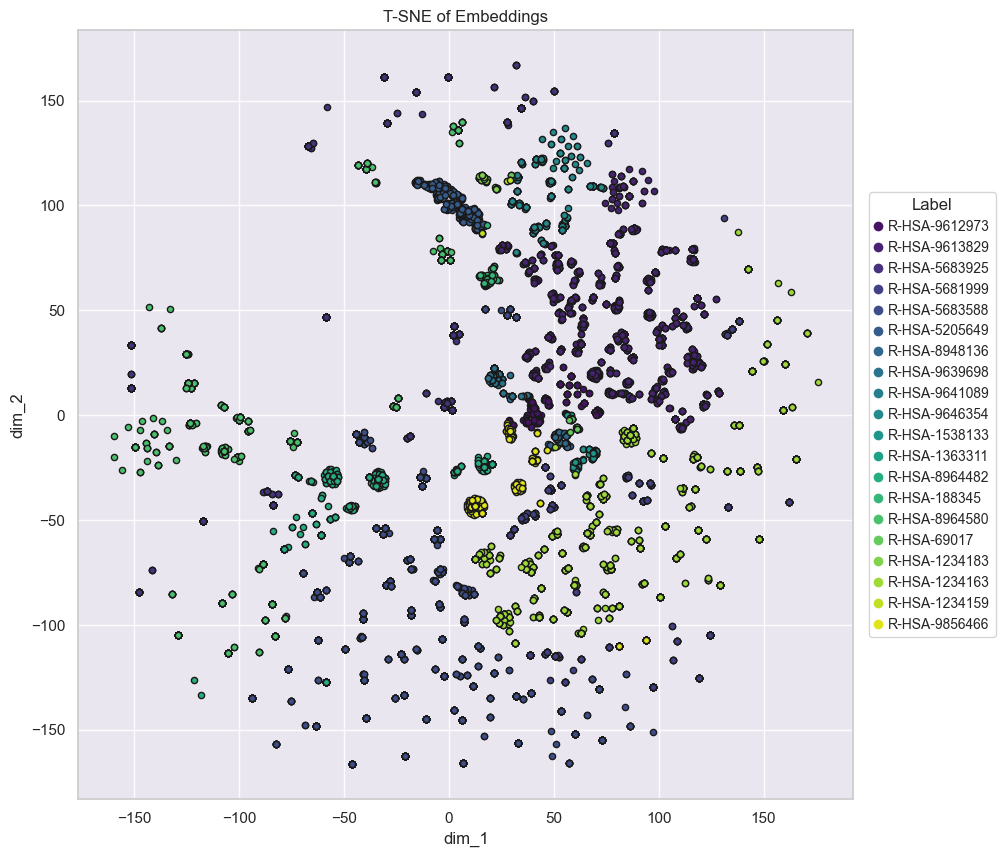 T-SNE of Embeddings
150
100
50
0
−50
−100
−150
dim_2
−150
−100
−50
0
50
100
150
dim_1
Label
R-HSA-9612973
R-HSA-9613829
R-HSA-5683925
R-HSA-5681999
R-HSA-5683588
R-HSA-5205649
R-HSA-8948136
R-HSA-9639698
R-HSA-9641089
R-HSA-9646354
R-HSA-1538133
R-HSA-1363311
R-HSA-8964482
R-HSA-188345
R-HSA-8964580
R-HSA-69017
R-HSA-1234183
R-HSA-1234163
R-HSA-1234159
R-HSA-9856466